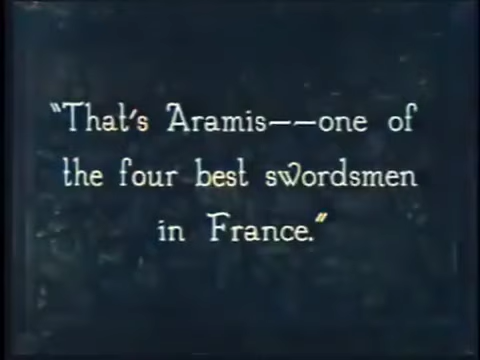 "That's Aramis——one of
the four best swordsmen
in France."